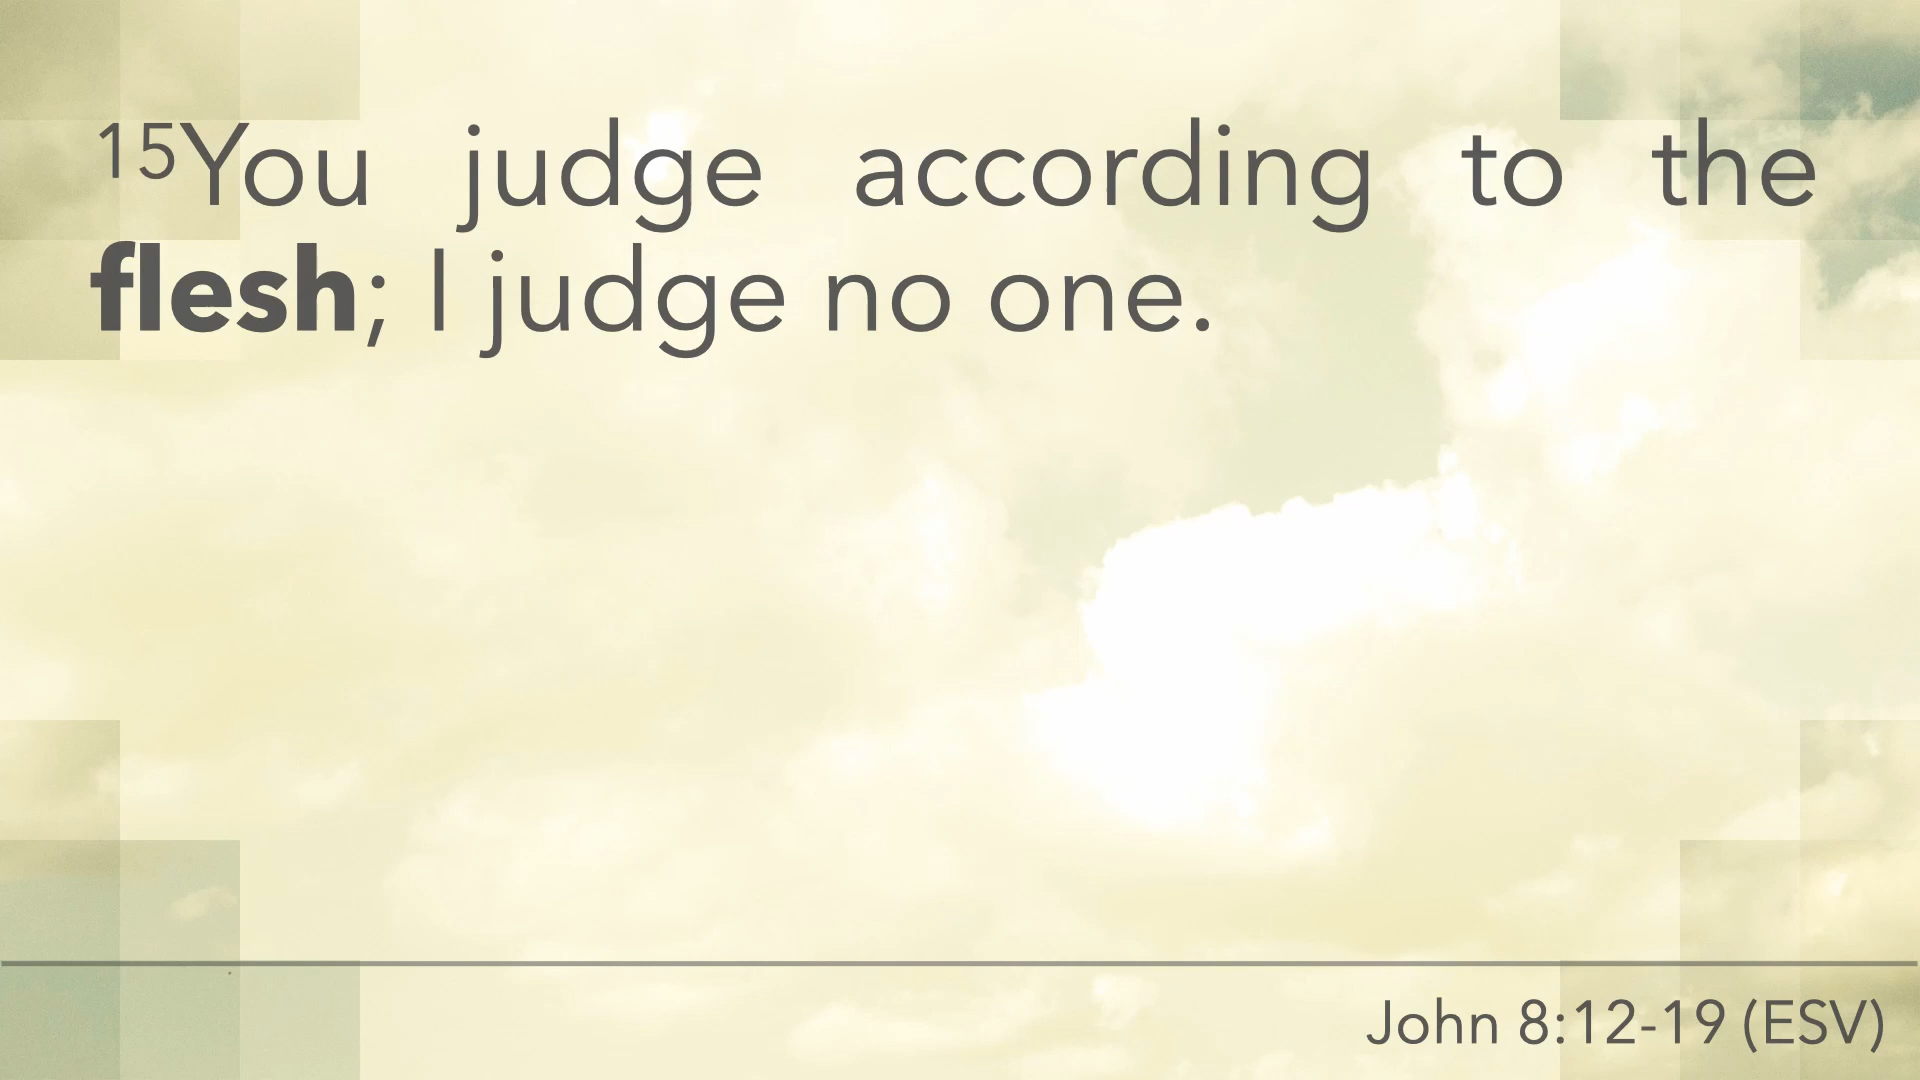 15You judge according to the
flesh; I judge no one.
John 8:12-19 (ESV)